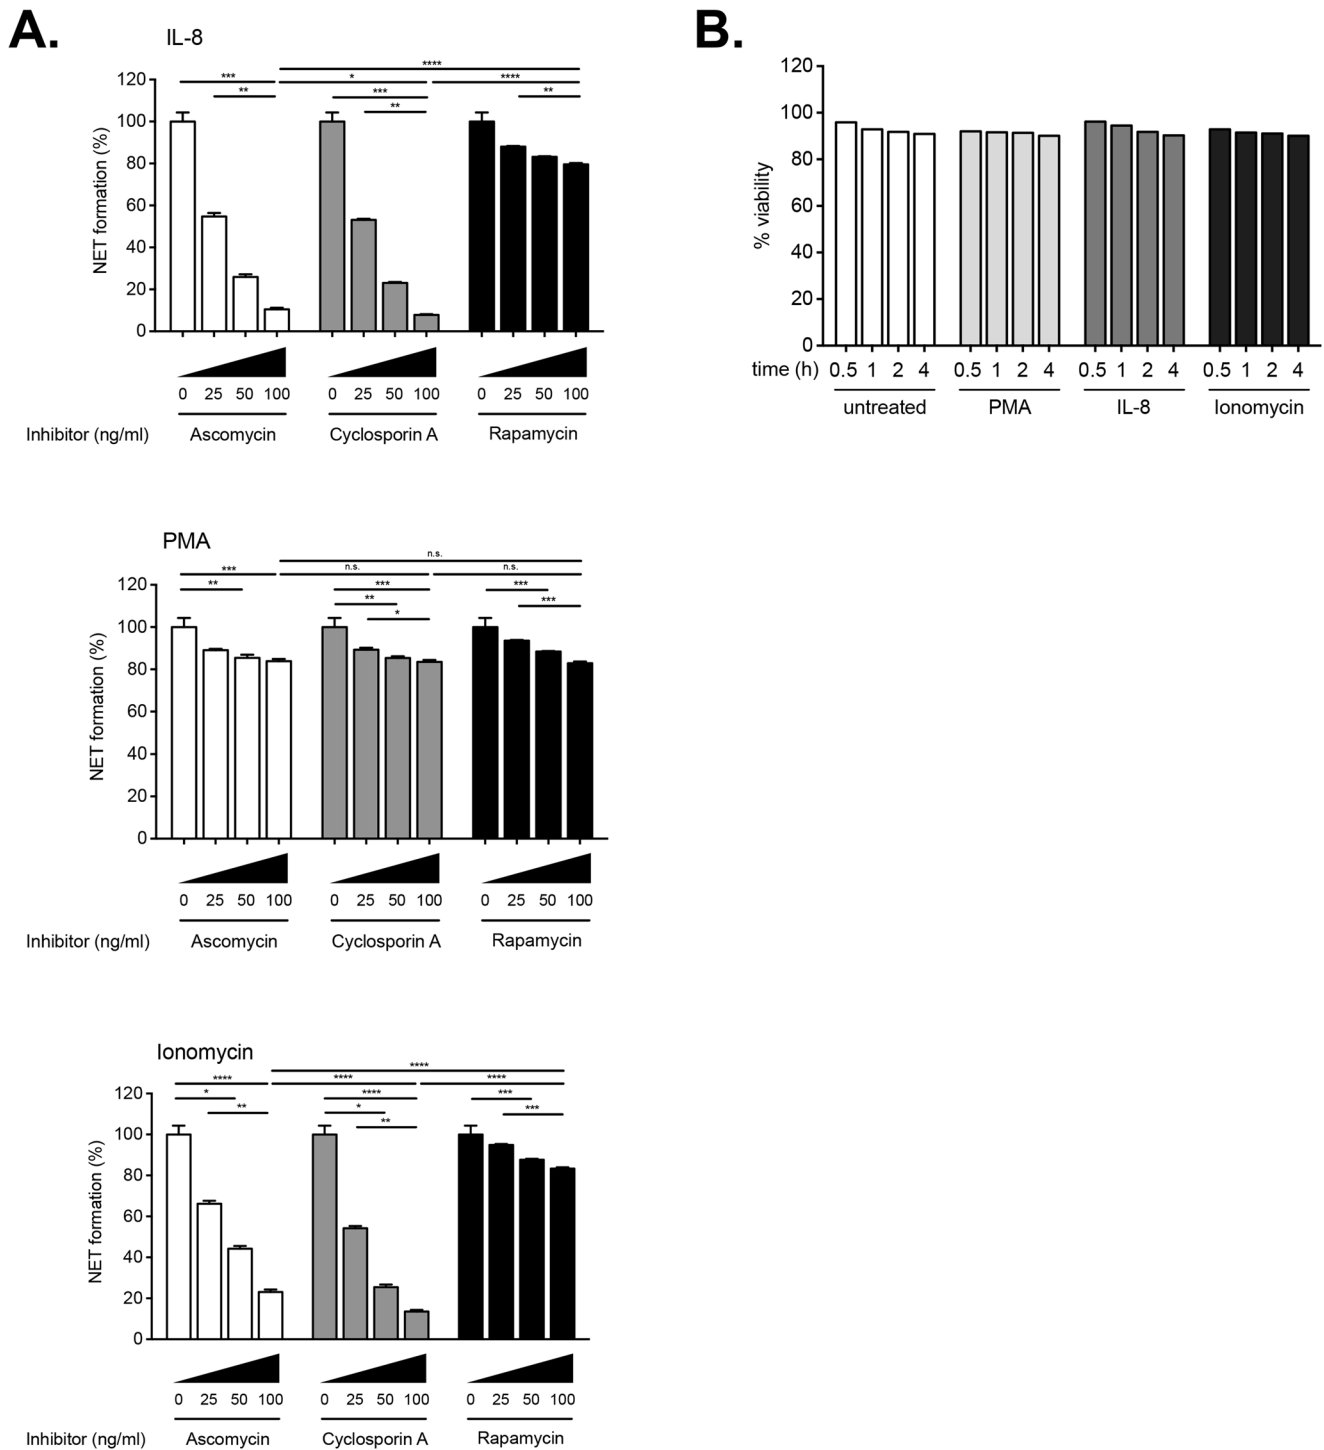 A.
IL-8
****
*** * ****
** *** **
**
NET formation (%)
120
100
80
60
40
20
0
0 25 50 100 0 25 50 100 0 25 50 100
Inhibitor (ng/ml) Ascomycin Cyclosporin A Rapamycin
PMA
n.s.
*** n.s. n.s.
** *** ***
** ***
*
NET formation (%)
120
100
80
60
40
20
0
0 25 50 100 0 25 50 100 0 25 50 100
Inhibitor (ng/ml) Ascomycin Cyclosporin A Rapamycin
Ionomycin
****
**** **** ****
* **** ***
** * ***
**
NET formation (%)
120
100
80
60
40
20
0
0 25 50 100 0 25 50 100 0 25 50 100
Inhibitor (ng/ml) Ascomycin Cyclosporin A Rapamycin
B.
% viability
120
100
80
60
40
20
0
time (h) 0.5 1 2 4 0.5 1 2 4 0.5 1 2 4 0.5 1 2 4
untreated PMA IL-8 Ionomycin